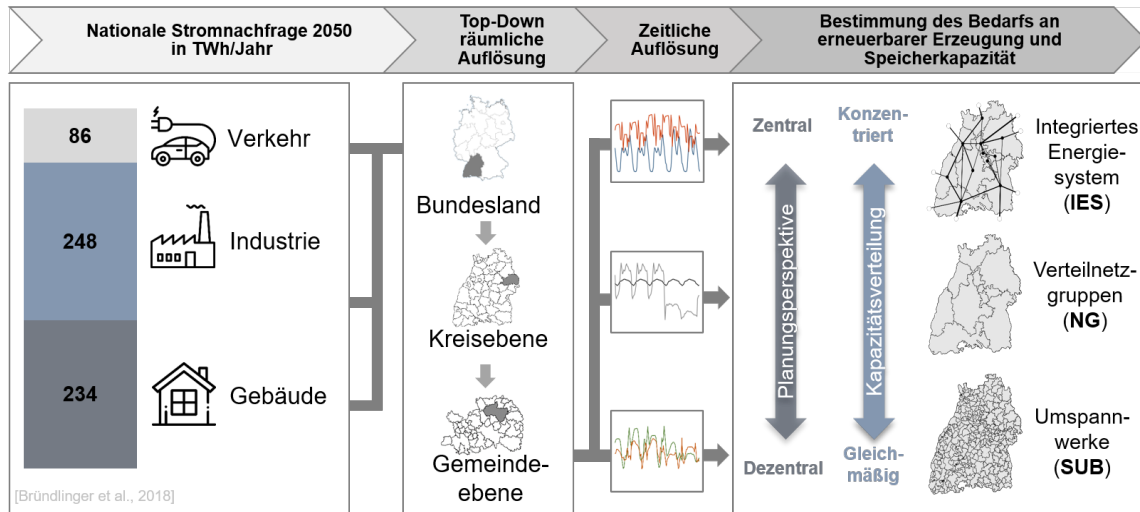 Nationale Stromnachfrage 2050
in TWh/Jahr
Top-Down
räumliche
Auflösung
Zeitliche
Auflösung
Bestimmung des Bedarfs an
erneuerbarer Erzeugung und
Speicherkapazität
86
Verkehr
248
Industrie
234
Gebäude
[Bründlinger et al., 2018]
Bundesland
Kreisebene
Gemeinde-
ebene
Zentral
Planungsperspektive
Dezentral
Konzen-
triert
Kapazitätsverteilung
Gleich-
mäßig
Integriertes
Energie-
system
(IES)
Verteilnetz-
gruppen
(NG)
Umspann-
werke
(SUB)